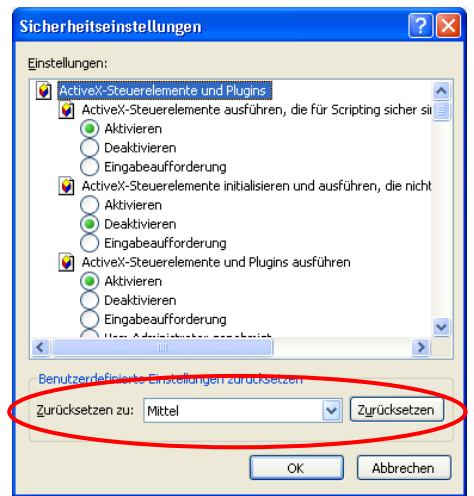 Sicherheitseinstellungen
Einstellungen:
ActiveX-Steuerelemente und Plugins
ActiveX-Steuerelemente ausführen, die für Scripting sicher
Aktivieren
Deaktivieren
Eingabeaufforderung
ActiveX-Steuerelemente initialisieren und ausführen, die nicht
Aktivieren
Deaktivieren
Eingabeaufforderung
ActiveX-Steuerelemente und Plugins ausführen
Aktivieren
Deaktivieren
Eingabeaufforderung
Benutzerdefinierte Einstellungen zurücksetzen
Zurücksetzen zu: Mittel Zurücksetzen
OK Abbrechen